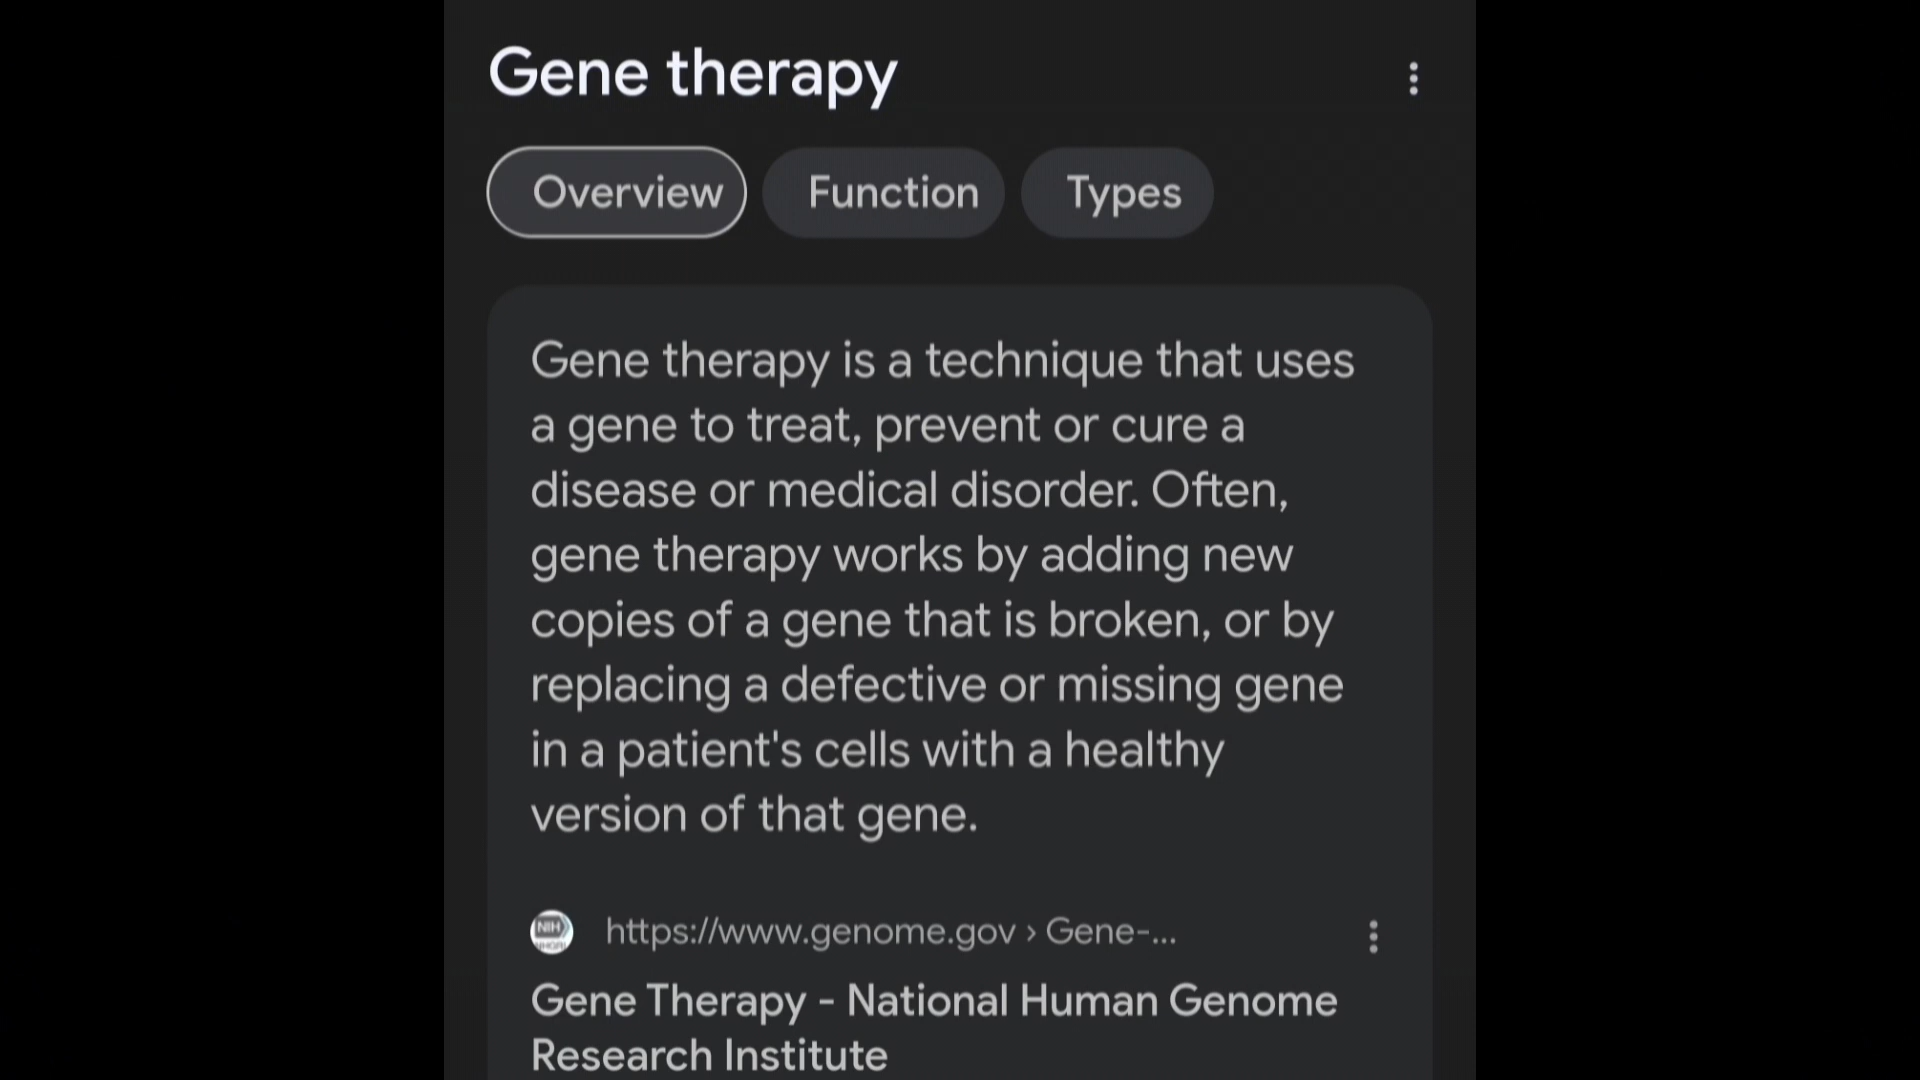 Gene therapy
Overview Function Types
Gene therapy is a technique that uses
a gene to treat, prevent or cure a
disease or medical disorder. Often,
gene therapy works by adding new
copies of a gene that is broken, or by
replacing a defective or missing gene
in a patient's cells with a healthy
version of that gene.
NIH
NHGRI
https://www.genome.gov › Gene-...
Gene Therapy - National Human Genome
Research Institute